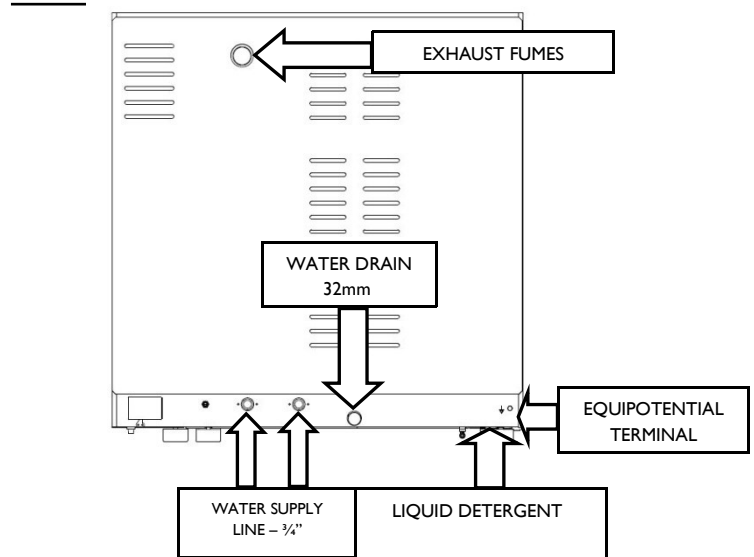 EXHAUST FUMES
WATER DRAIN
32mm
EQUIPOTENTIAL
TERMINAL
WATER SUPPLY
LINE – ¾”
LIQUID DETERGENT